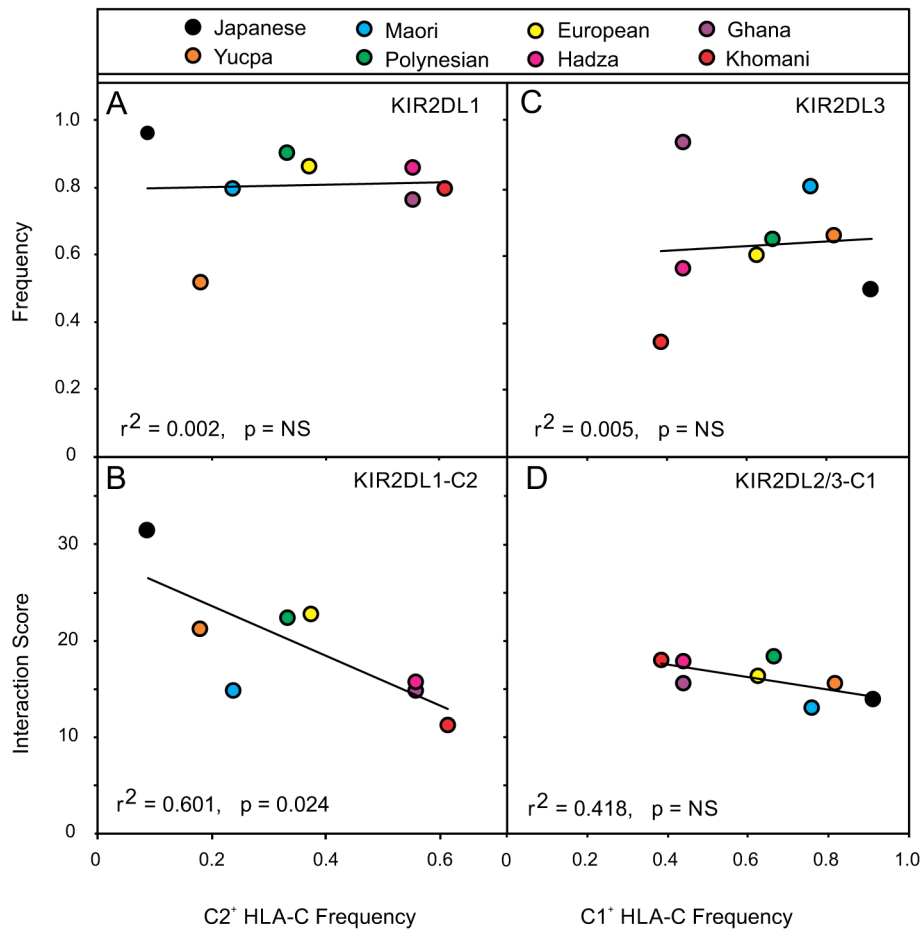 Japanese Maori European Ghana
Yucpa Polynesian Hadza Khomani
A KIR2DL1
1.0
0.8
0.6
0.4
0.2
0
Frequency
r² = 0.002, p = NS
C KIR2DL3
r² = 0.005, p = NS
B KIR2DL1-C2
30
20
10
0
Interaction Score
r² = 0.601, p = 0.024
D KIR2DL2/3-C1
r² = 0.418, p = NS
0 0.2 0.4 0.6 0 0.2 0.4 0.6 0.8 1.0
C2⁺ HLA-C Frequency C1⁺ HLA-C Frequency